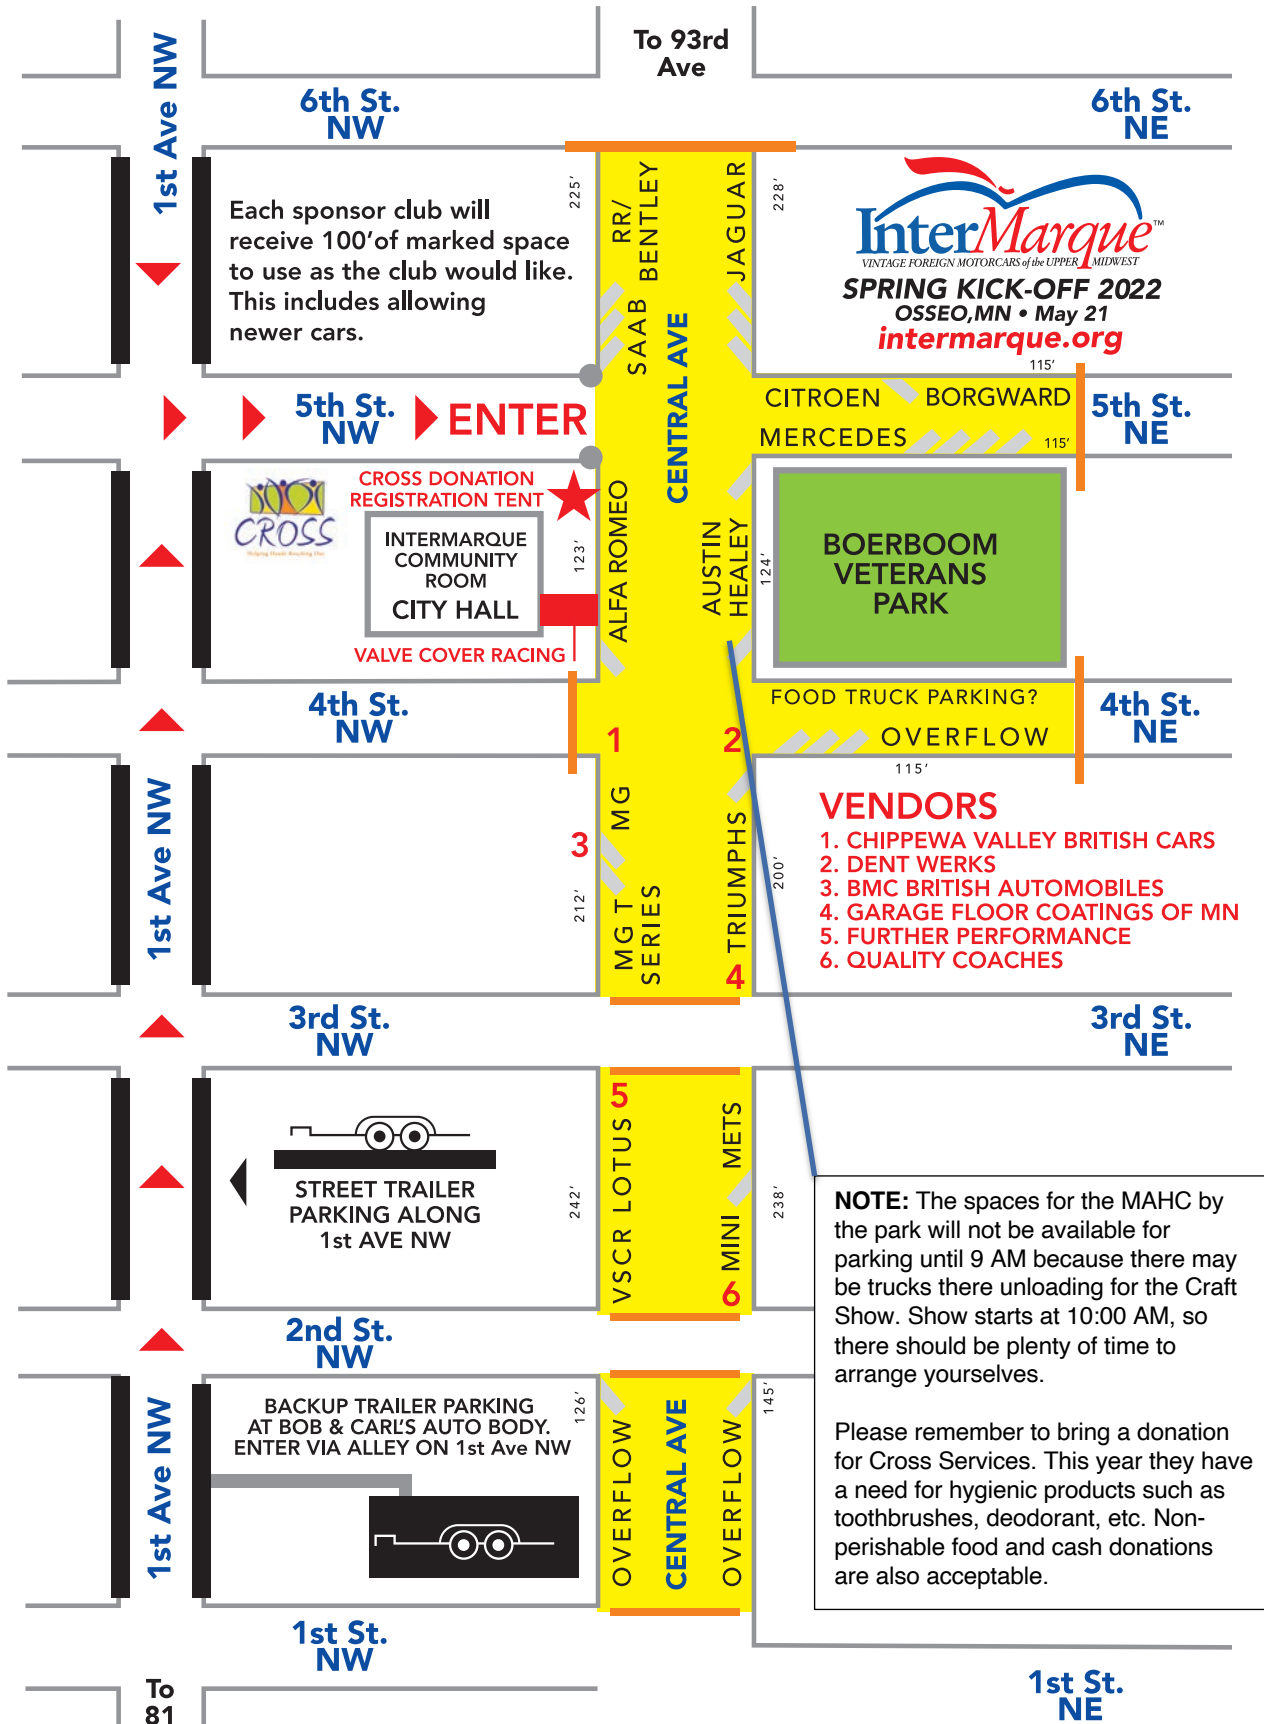 To 93rd
Ave
1st Ave NW
6th St.
NW
6th St.
NE
Each sponsor club will
receive 100'of marked space
to use as the club would like.
This includes allowing
newer cars.
225'
RR/
BENTLEY
SAAB
JAGUAR
228'
CENTRAL AVE
InterMarque™
VINTAGE FOREIGN MOTORCARS of the UPPER MIDWEST
SPRING KICK-OFF 2022
OSSEO,MN • May 21
intermarque.org
115'
5th St.
NW
ENTER
CITROEN
BORGWARD
MERCEDES
115'
5th St.
NE
CROSS
Helping Hands Reaching Out
CROSS DONATION
REGISTRATION TENT
INTERMARQUE
COMMUNITY
ROOM
CITY HALL
123'
VALVE COVER RACING
ALFA ROMEO
AUSTIN
HEALEY
124'
BOERBOOM
VETERANS
PARK
4th St.
NW
FOOD TRUCK PARKING?
OVERFLOW
4th St.
NE
115'
1
2
1st Ave NW
3
212'
MG
MG T
SERIES
TRIUMPHS
200'
4
VENDORS
1. CHIPPEWA VALLEY BRITISH CARS
2. DENT WERKS
3. BMC BRITISH AUTOMOBILES
4. GARAGE FLOOR COATINGS OF MN
5. FURTHER PERFORMANCE
6. QUALITY COACHES
3rd St.
NW
3rd St.
NE
STREET TRAILER
PARKING ALONG
1st AVE NW
242'
5
VSCR LOTUS
METS
MINI
6
238'
NOTE: The spaces for the MAHC by
the park will not be available for
parking until 9 AM because there may
be trucks there unloading for the Craft
Show. Show starts at 10:00 AM, so
there should be plenty of time to
arrange yourselves.
Please remember to bring a donation
for Cross Services. This year they have
a need for hygienic products such as
toothbrushes, deodorant, etc. Non-
perishable food and cash donations
are also acceptable.
2nd St.
NW
1st Ave NW
BACKUP TRAILER PARKING
AT BOB & CARL'S AUTO BODY.
ENTER VIA ALLEY ON 1st Ave NW
126'
OVERFLOW
CENTRAL AVE
OVERFLOW
145'
1st St.
NW
1st St.
NE
To
81